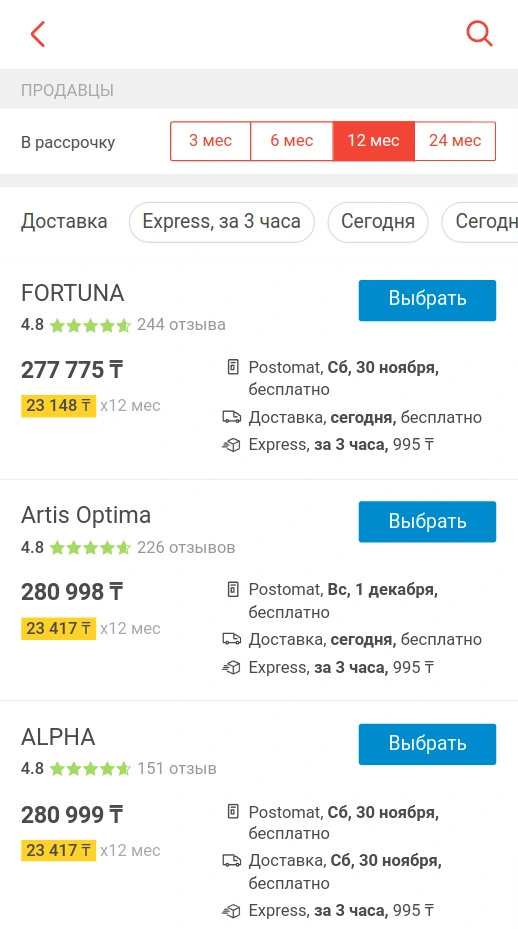 ПРОДАВЦЫ
В рассрочку 3 мес 6 мес 12 мес 24 мес
Доставка Express, за 3 часа Сегодня Сегодн
FORTUNA Выбрать
4.8 244 отзыва
277 775 ₸
23 148 ₸ x12 мес
Postomat, Сб, 30 ноября,
бесплатно
Доставка, сегодня, бесплатно
Express, за 3 часа, 995 ₸
Artis Optima Выбрать
4.8 226 отзывов
280 998 ₸
23 417 ₸ x12 мес
Postomat, Вс, 1 декабря,
бесплатно
Доставка, сегодня, бесплатно
Express, за 3 часа, 995 ₸
ALPHA Выбрать
4.8 151 отзыв
280 999 ₸
23 417 ₸ x12 мес
Postomat, Сб, 30 ноября,
бесплатно
Доставка, Сб, 30 ноября,
бесплатно
Express, за 3 часа, 995 ₸